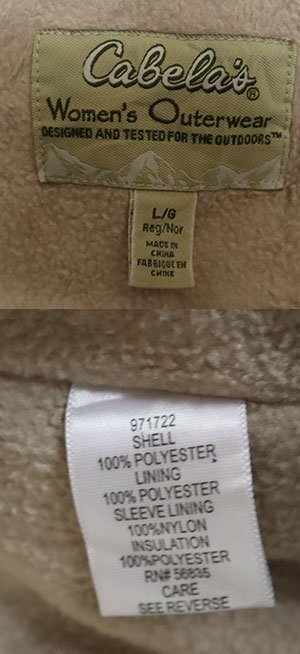 Cabela's®
Women's Outerwear
DESIGNED AND TESTED FOR THE OUTDOORS™
L/G
Reg/Nor
MADE IN
CHINA
FABRIQUE EN
CHINE
971722
SHELL
100% POLYESTER
LINING
100% POLYESTER
SLEEVE LINING
100%NYLON
INSULATION
100%POLYESTER
RN# 56835
CARE
SEE REVERSE